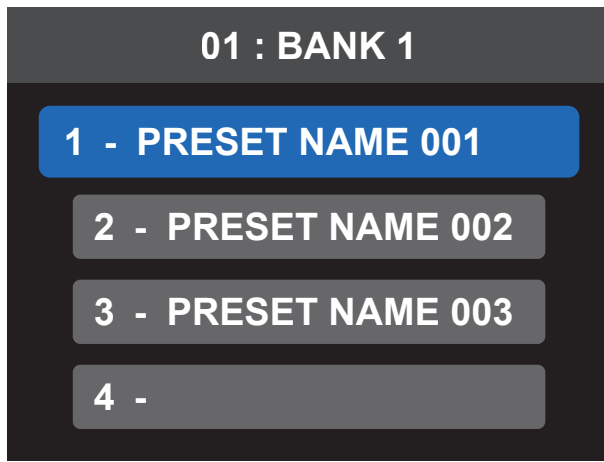 01 : BANK 1
1 - PRESET NAME 001
2 - PRESET NAME 002
3 - PRESET NAME 003
4 -